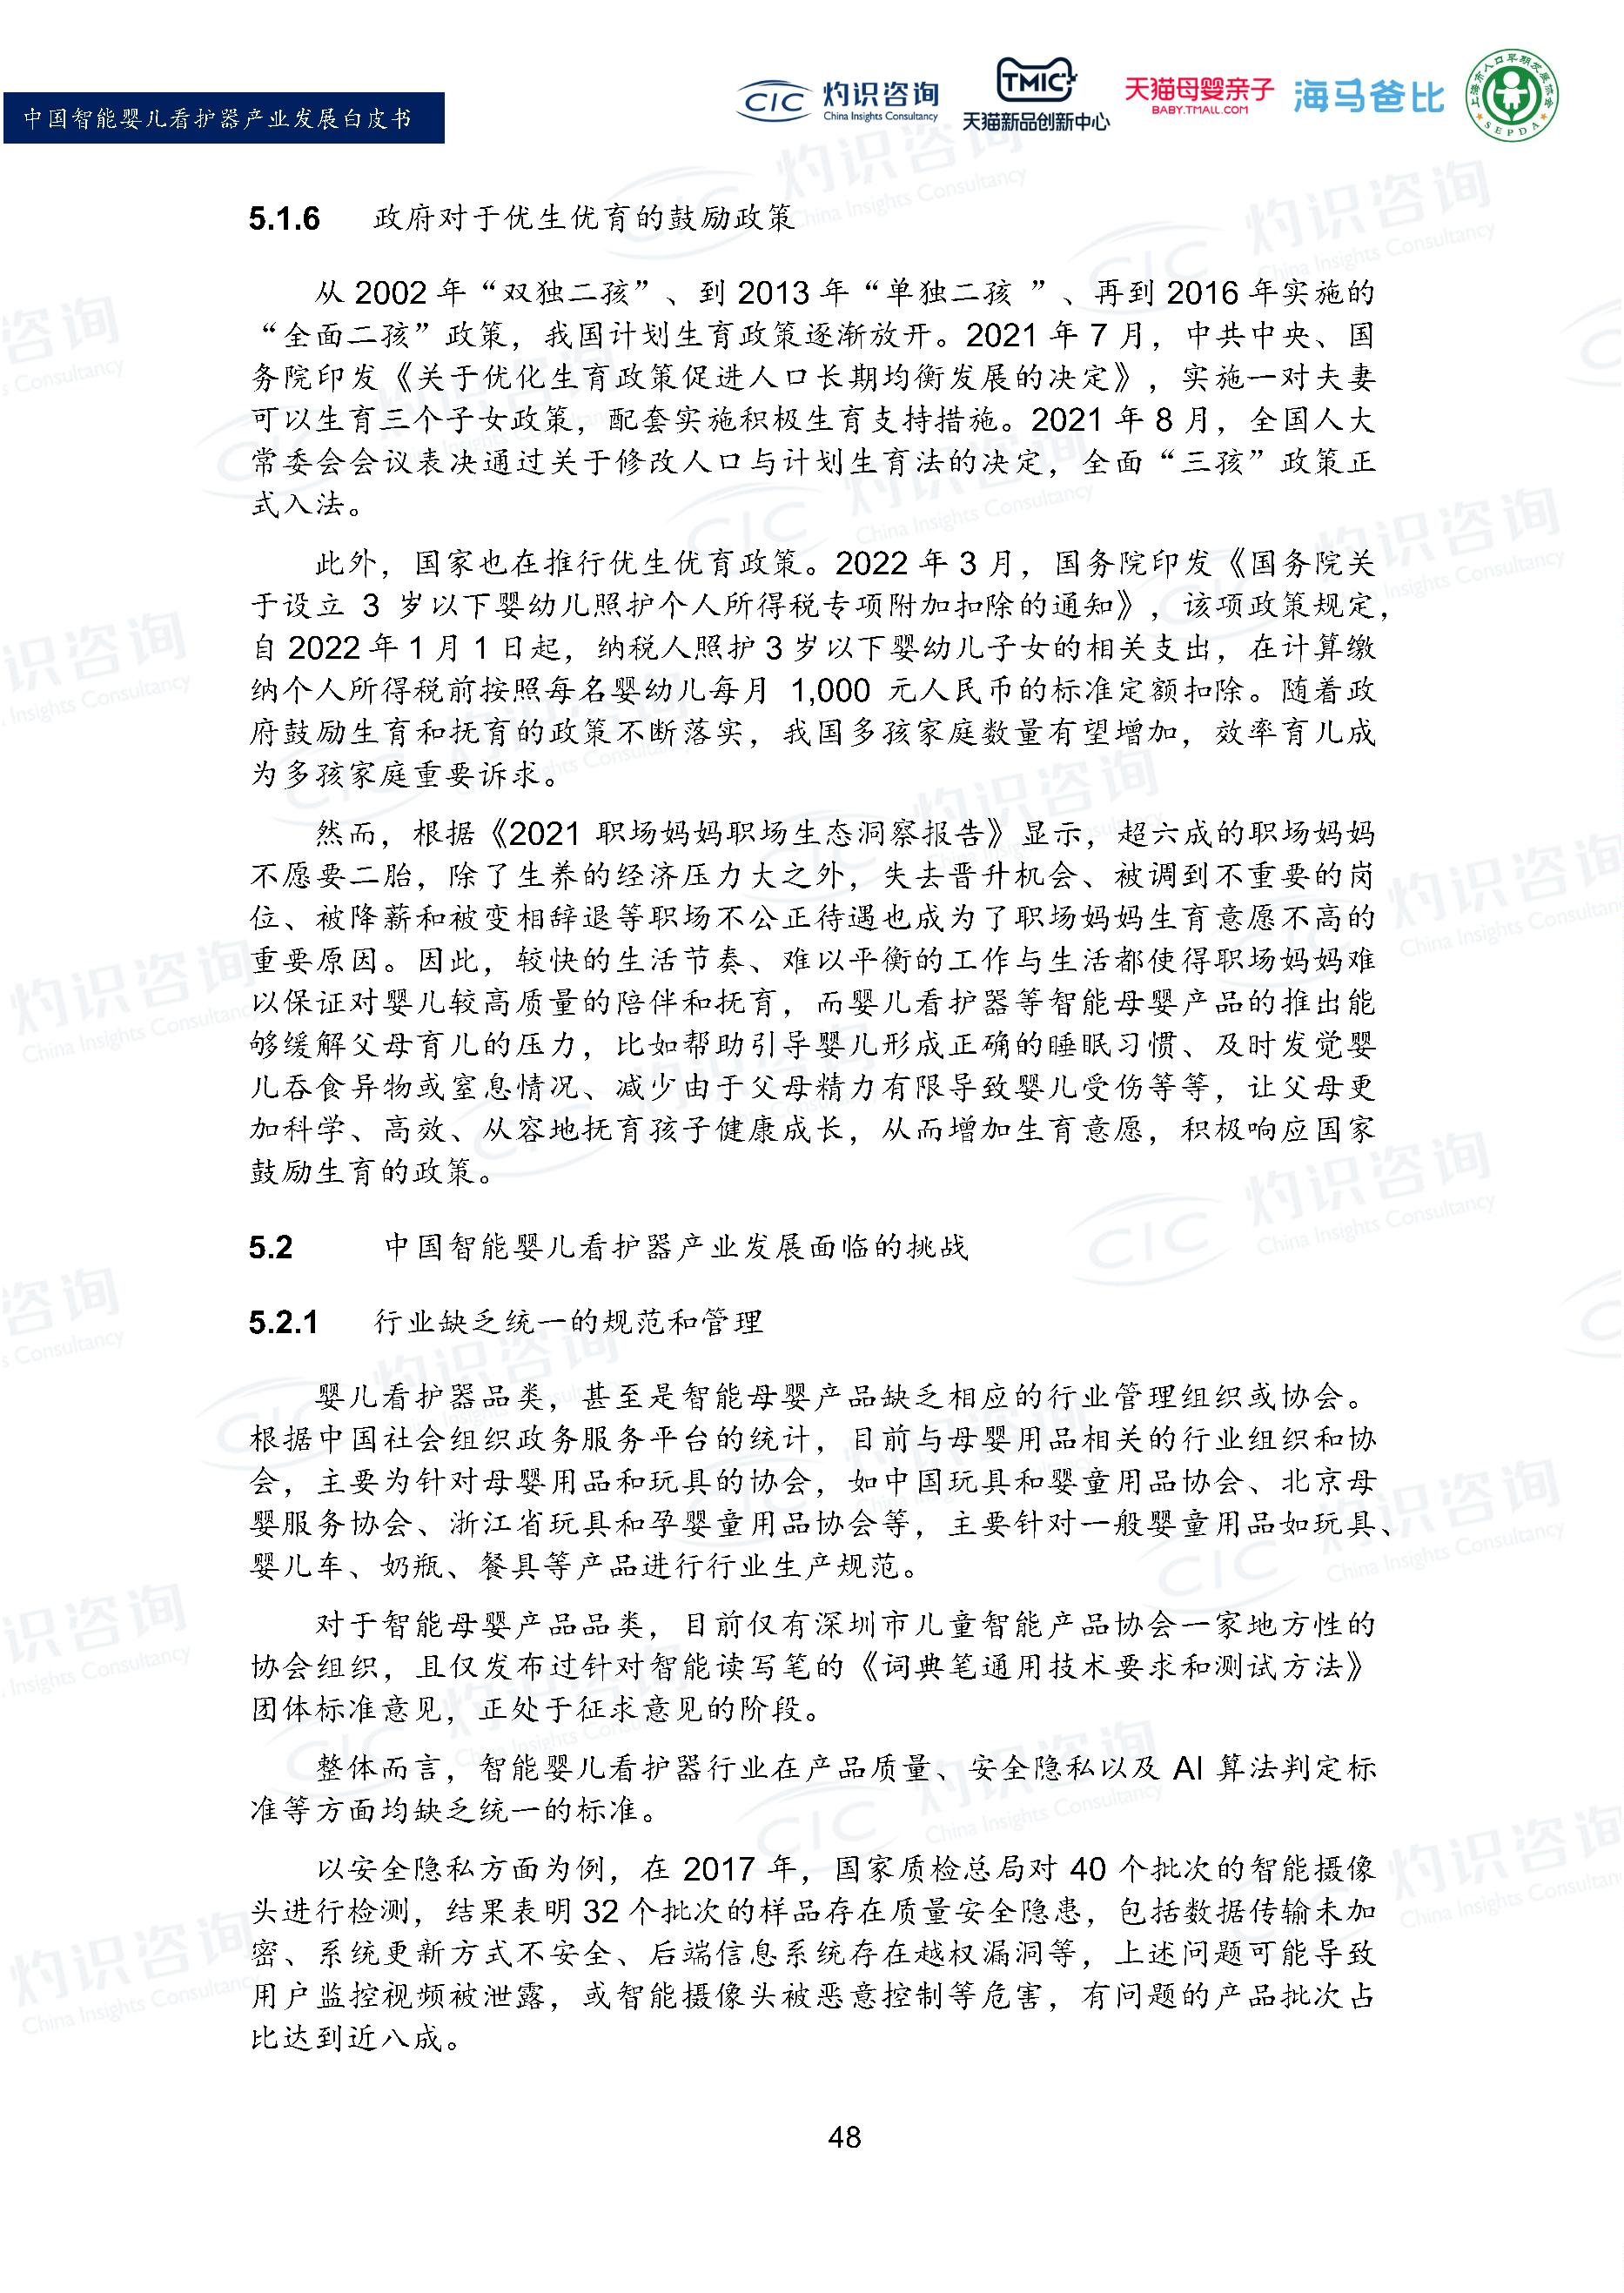 中国智能婴儿看护器产业发展白皮书
CIC 灼识咨询
China Insights Consultancy
TMIC
天猫新品创新中心
天猫母婴亲子
BABY.TMALL.COM
海马爸比
上海市人口早期发展协会
SEPDA
5.1.6 政府对于优生优育的鼓励政策
从 2002 年“双独二孩”、到 2013 年“单独二孩 ”、再到 2016 年实施的
“全面二孩”政策，我国计划生育政策逐渐放开。2021 年 7 月，中共中央、国
务院印发《关于优化生育政策促进人口长期均衡发展的决定》，实施一对夫妻
可以生育三个子女政策，配套实施积极生育支持措施。2021 年 8 月，全国人大
常委会会议表决通过关于修改人口与计划生育法的决定，全面“三孩”政策正
式入法。
此外，国家也在推行优生优育政策。2022 年 3 月，国务院印发《国务院关
于设立 3 岁以下婴幼儿照护个人所得税专项附加扣除的通知》，该项政策规定，
自 2022 年 1 月 1 日起，纳税人照护 3 岁以下婴幼儿子女的相关支出，在计算缴
纳个人所得税前按照每名婴幼儿每月 1,000 元人民币的标准定额扣除。随着政
府鼓励生育和抚育的政策不断落实，我国多孩家庭数量有望增加，效率育儿成
为多孩家庭重要诉求。
然而，根据《2021 职场妈妈职场生态洞察报告》显示，超六成的职场妈妈
不愿要二胎，除了生养的经济压力大之外，失去晋升机会、被调到不重要的岗
位、被降薪和被变相辞退等职场不公正待遇也成为了职场妈妈生育意愿不高的
重要原因。因此，较快的生活节奏、难以平衡的工作与生活都使得职场妈妈难
以保证对婴儿较高质量的陪伴和抚育，而婴儿看护器等智能母婴产品的推出能
够缓解父母育儿的压力，比如帮助引导婴儿形成正确的睡眠习惯、及时发觉婴
儿吞食异物或窒息情况、减少由于父母精力有限导致婴儿受伤等等，让父母更
加科学、高效、从容地抚育孩子健康成长，从而增加生育意愿，积极响应国家
鼓励生育的政策。
5.2 中国智能婴儿看护器产业发展面临的挑战
5.2.1 行业缺乏统一的规范和管理
婴儿看护器品类，甚至是智能母婴产品缺乏相应的行业管理组织或协会。
根据中国社会组织政务服务平台的统计，目前与母婴用品相关的行业组织和协
会，主要为针对母婴用品和玩具的协会，如中国玩具和婴童用品协会、北京母
婴服务协会、浙江省玩具和孕婴童用品协会等，主要针对一般婴童用品如玩具、
婴儿车、奶瓶、餐具等产品进行行业生产规范。
对于智能母婴产品品类，目前仅有深圳市儿童智能产品协会一家地方性的
协会组织，且仅发布过针对智能读写笔的《词典笔通用技术要求和测试方法》
团体标准意见，正处于征求意见的阶段。
整体而言，智能婴儿看护器行业在产品质量、安全隐私以及 AI 算法判定标
准等方面均缺乏统一的标准。
以安全隐私方面为例，在 2017 年，国家质检总局对 40 个批次的智能摄像
头进行检测，结果表明 32 个批次的样品存在质量安全隐患，包括数据传输未加
密、系统更新方式不安全、后端信息系统存在越权漏洞等，上述问题可能导致
用户监控视频被泄露，或智能摄像头被恶意控制等危害，有问题的产品批次占
比达到近八成。
48